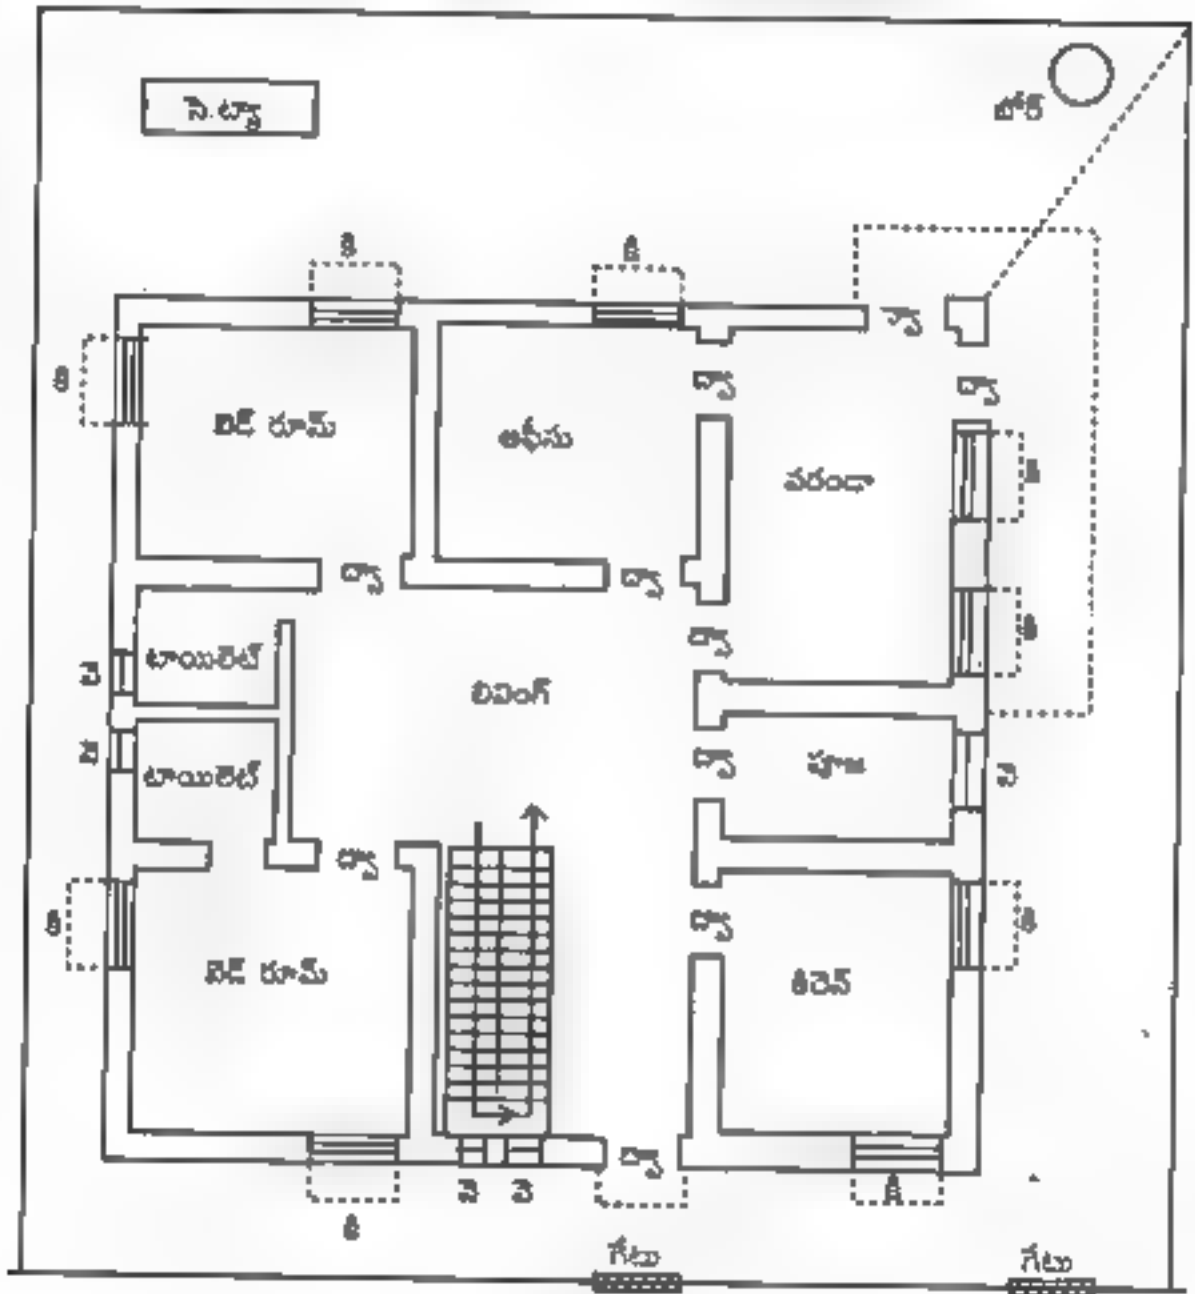 సె.ట్యా
బోర్
కి
కి
కి
ద్వా
ద్వా
ద్వా
బెడ్ రూమ్
ఆఫీసు
వరండా
కి
ద్వా
ద్వా
కి
ద్వా
టాయిలెట్
లివింగ్
వె
వె
టాయిలెట్
ద్వా
పూజ
వె
ద్వా
కి
ద్వా
కి
బెడ్ రూమ్
కిచెన్
ద్వా
వె
వె
కి
కి
గేటు
గేటు